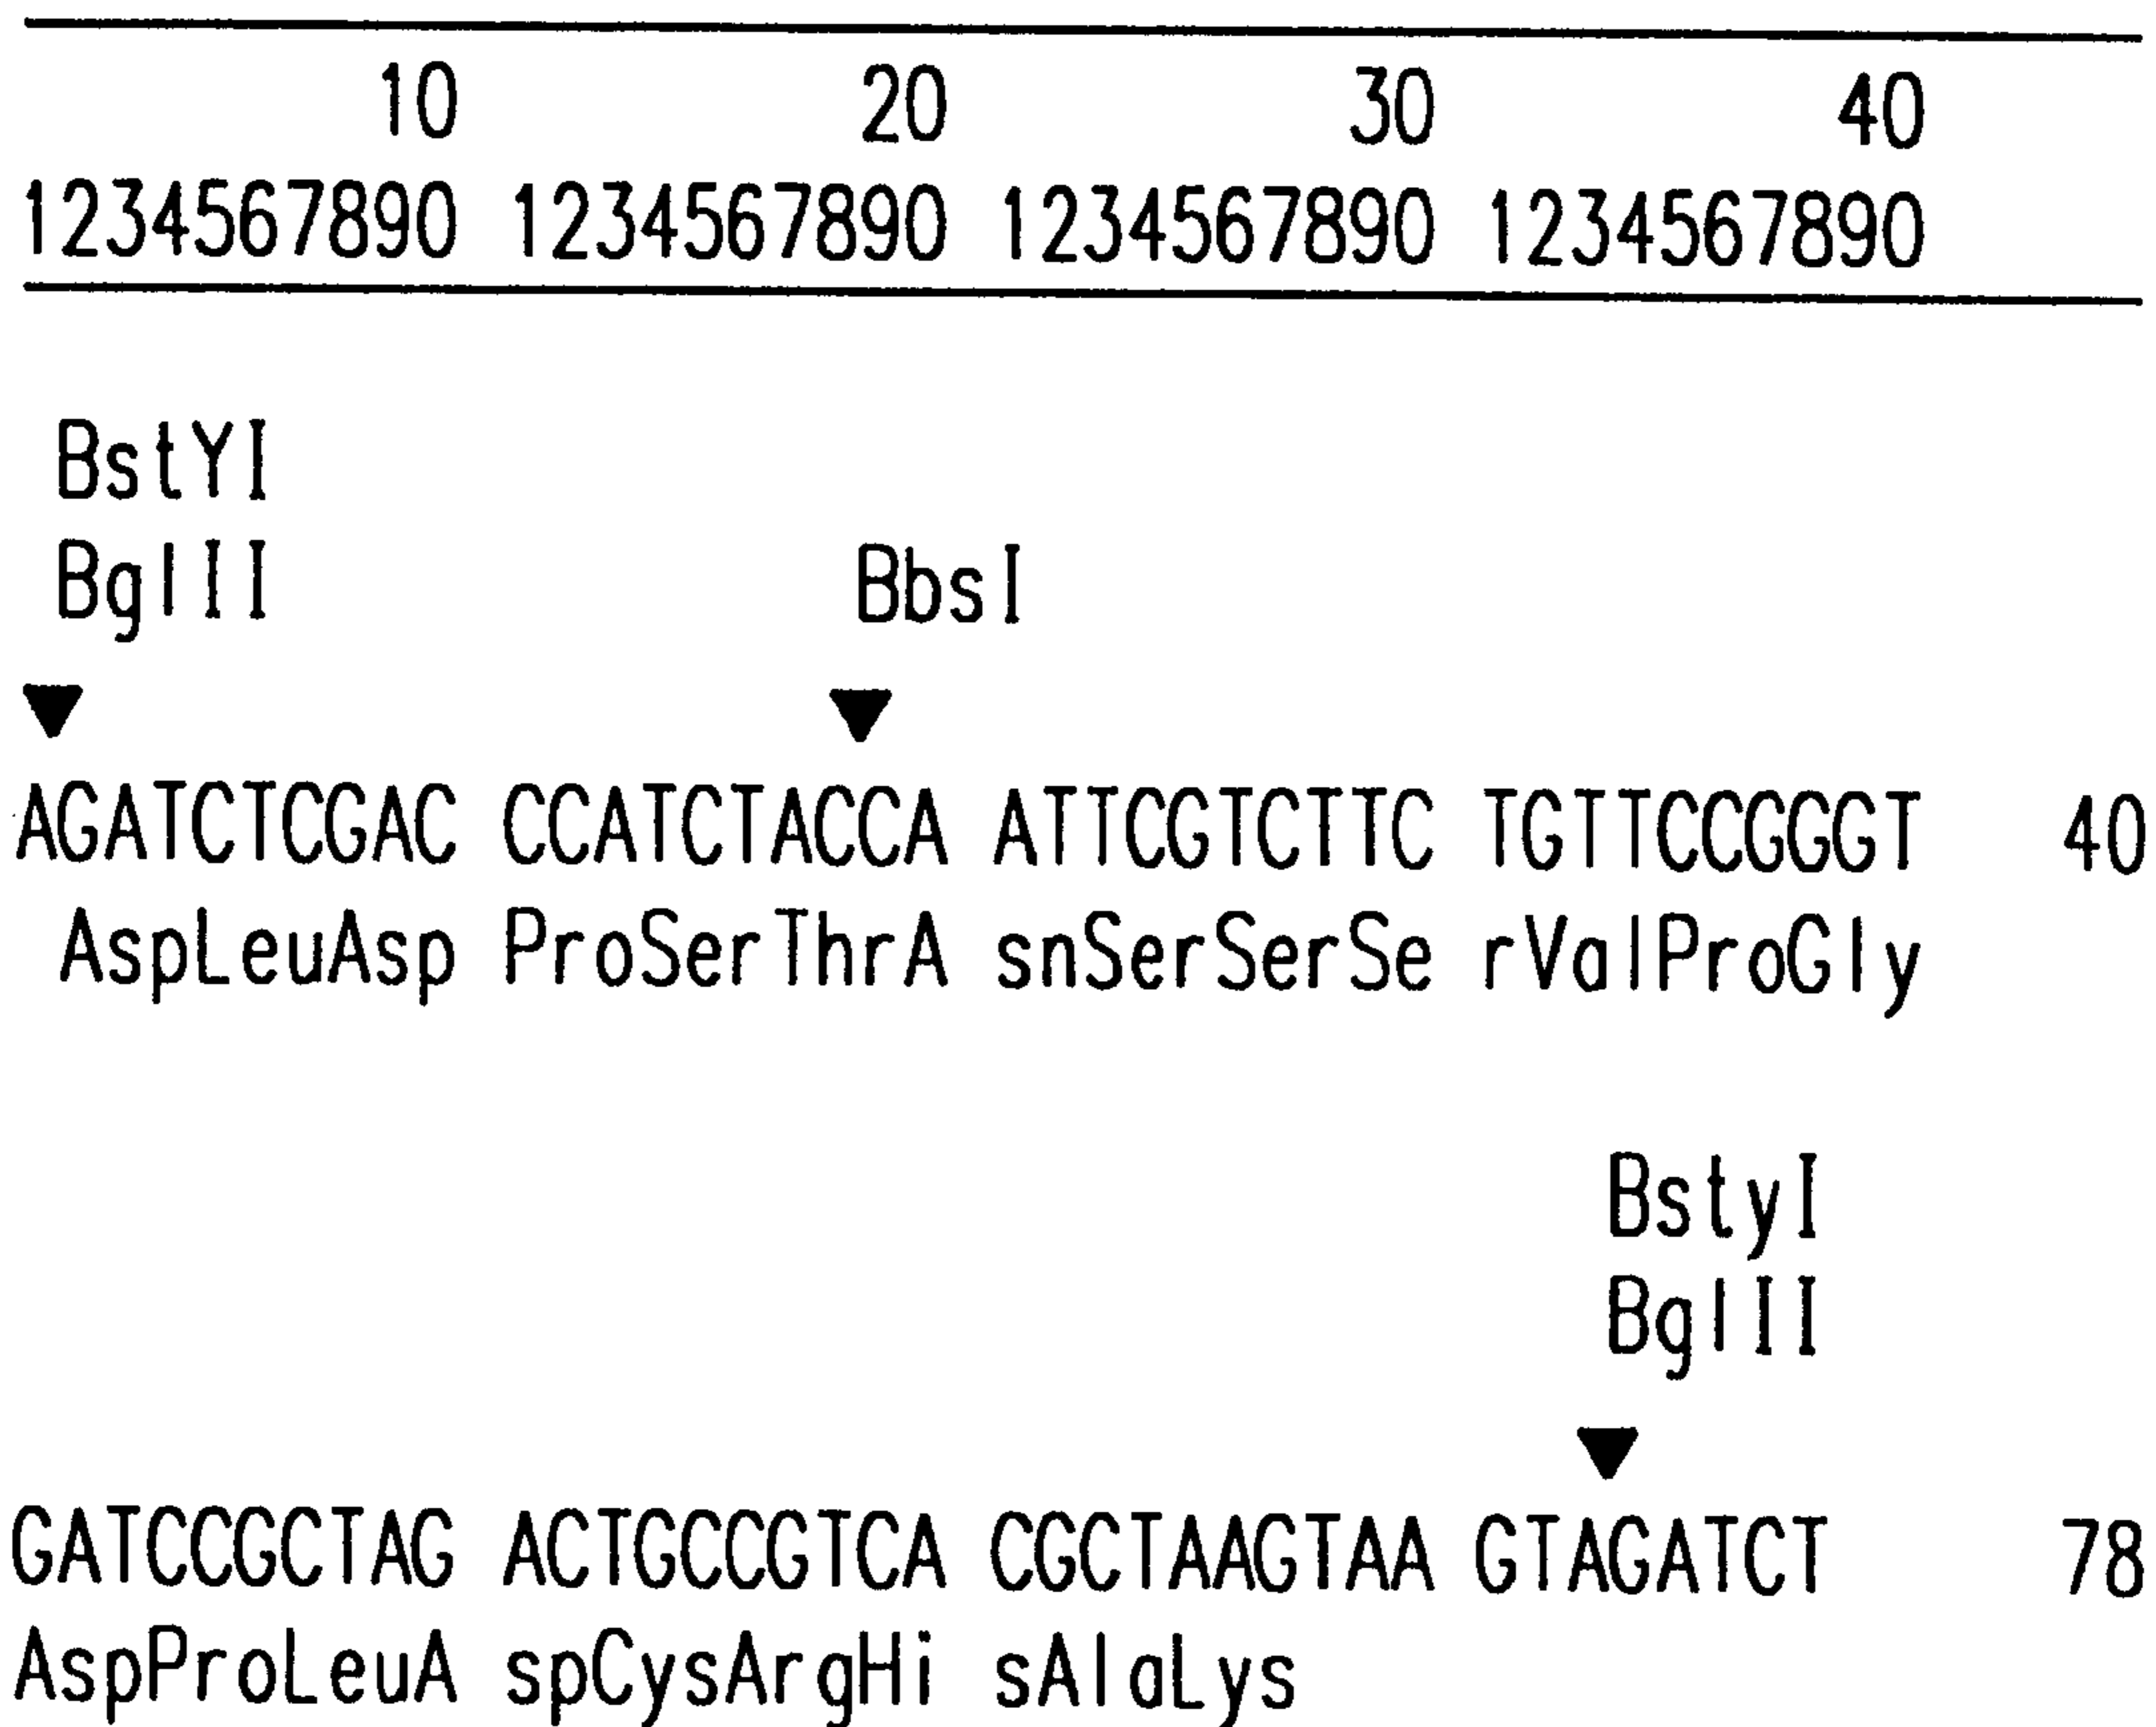 10 20 30 40
1234567890 1234567890 1234567890 1234567890
BstYI
BglII BbsI
AGATCTCGAC CCATCTACCA ATTCGTCTTC TGTTCCGGGT 40
AspLeuAsp ProSerThrA snSerSerSe rValProGly
BstyI
BglII
GATCCGCTAG ACTGCCGTCA CGCTAAGTAA GTAGATCT 78
AspProLeuA spCysArgHi sAlaLys